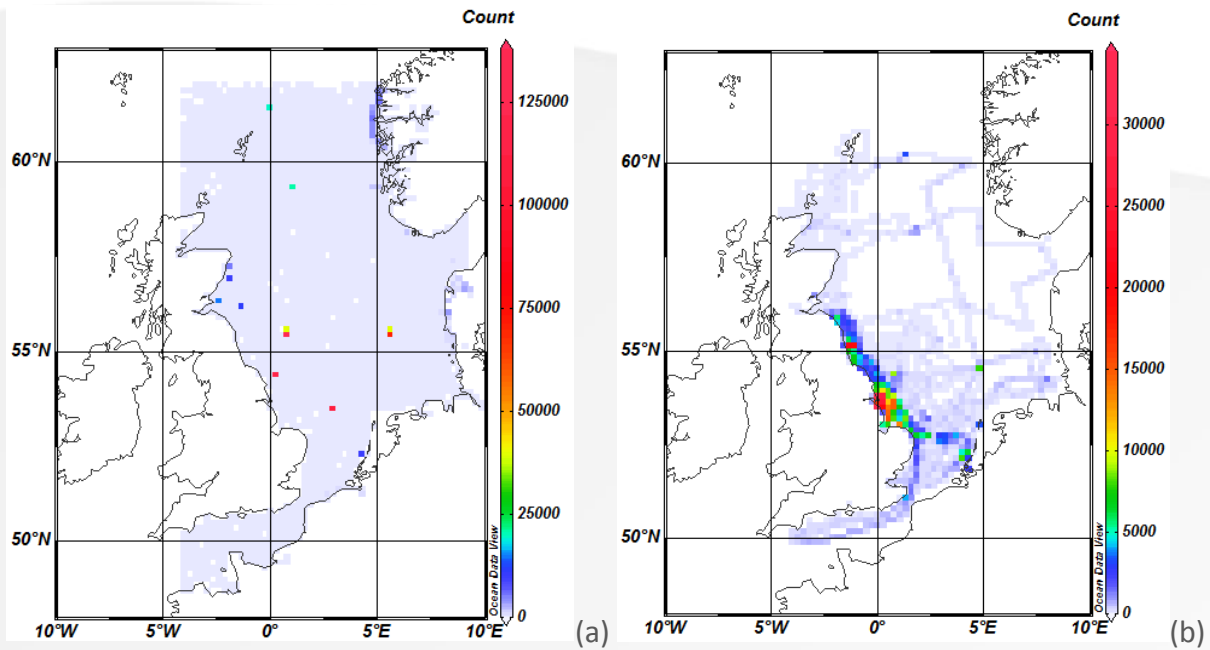 Count
125000
100000
75000
50000
25000
0
Ocean Data View
60°N
55°N
50°N
10°W
5°W
0°
5°E
10°E
(a)
Count
30000
25000
20000
15000
10000
5000
0
Ocean Data View
60°N
55°N
50°N
10°W
5°W
0°
5°E
10°E
(b)